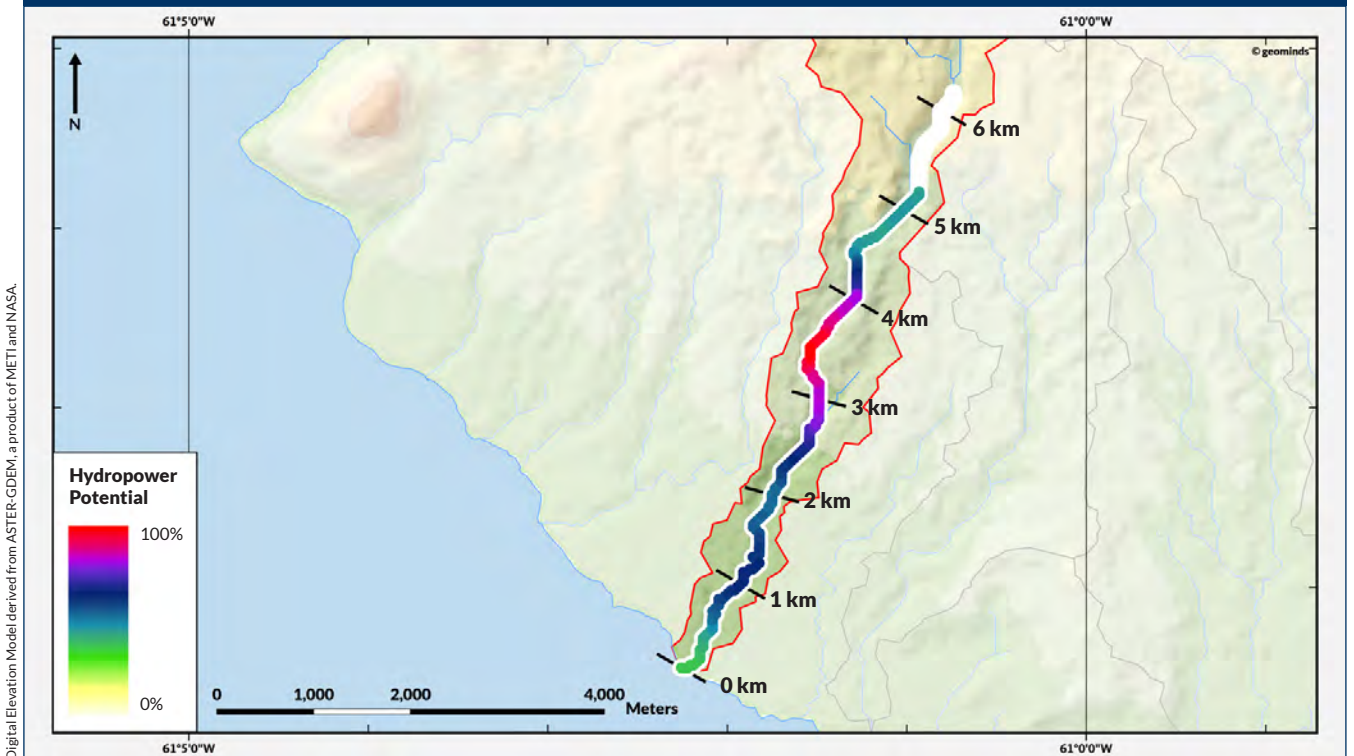 61°5'0"W
61°0'0"W
© geominds
N
6 km
5 km
4 km
3 km
2 km
1 km
0 km
Hydropower
Potential
100%
0%
0
1,000
2,000
4,000
Meters
61°5'0"W
61°0'0"W
Digital Elevation Model derived from ASTER-GDEM, a product of METI and NASA.